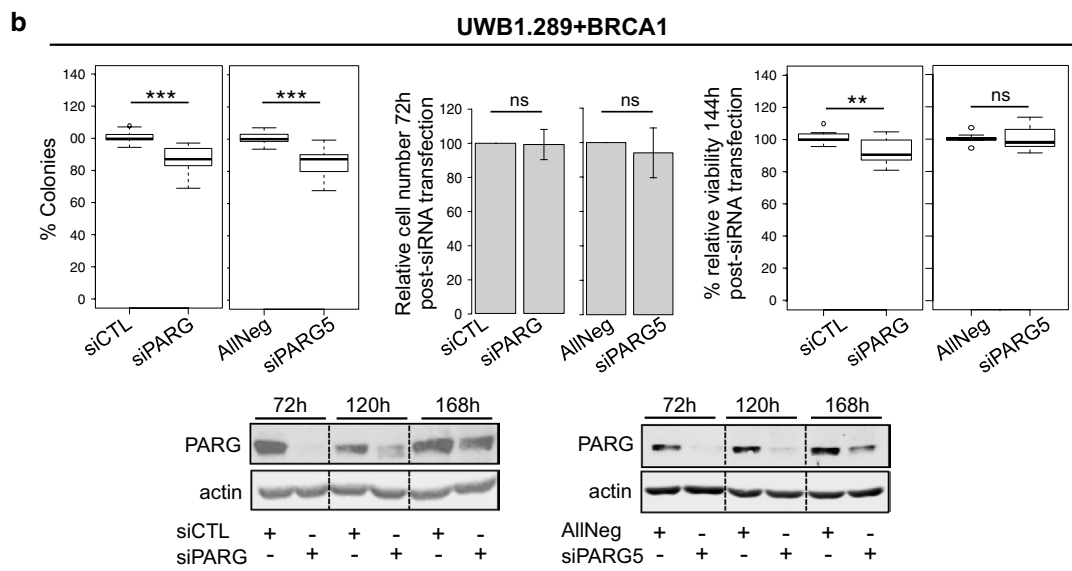 b
UWB1.289+BRCA1
% Colonies
140
120
00
80
60
40
20
0
***
***
siCTL
siPARG
AllNeg
siPARG5
Relative cell number 72h
post-siRNA transfection
120
100
80
60
40
20
0
ns
ns
siCTL
siPARG
AllNeg
siPARG5
% relative viability 144h
post-siRNA transfection
140
120
100
80
60
40
20
0
**
ns
siCTL
siPARG
AllNeg
siPARG5
72h 120h 168h
PARG
actin
siCTL + - + - + -
siPARG - + - + - +
72h 120h 168h
PARG
actin
AllNeg + - + - + -
siPARG5 - + - + - +